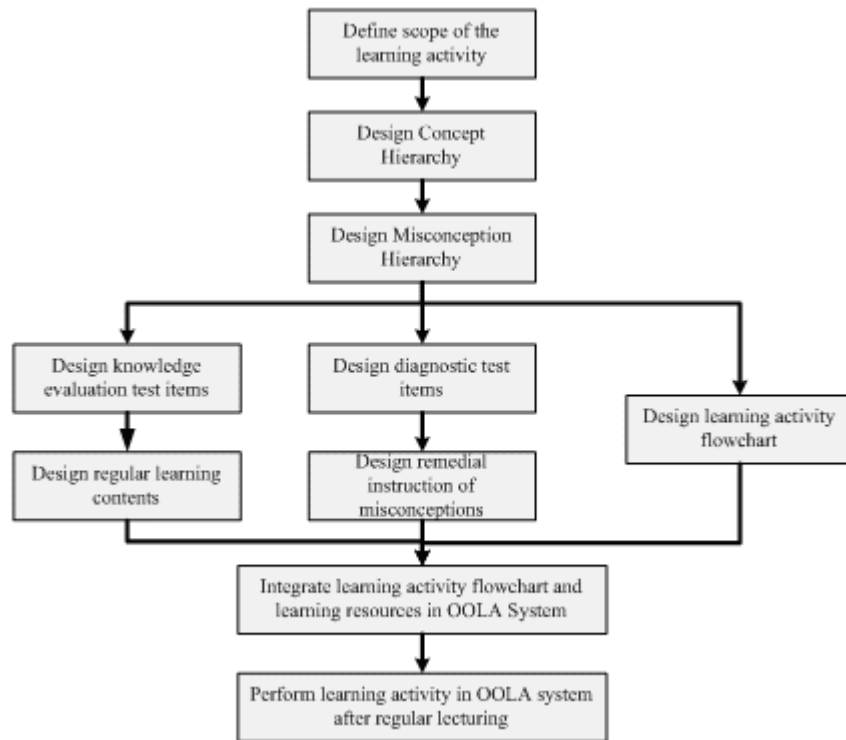 Define scope of the
learning activity
Design Concept
Hierarchy
Design Misconception
Hierarchy
Design knowledge
evaluation test items
Design diagnostic test
items
Design learning activity
flowchart
Design regular learning
contents
Design remedial
instruction of
misconceptions
Integrate learning activity flowchart and
learning resources in OOLA System
Perform learning activity in OOLA system
after regular lecturing